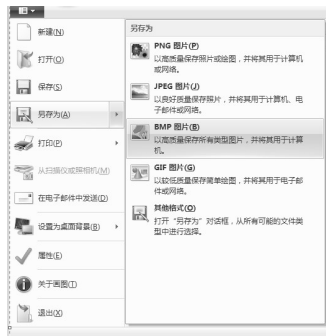 新建(N)
打开(O)
保存(S)
另存为(A)
打印(P)
从扫描仪或照相机(M)
在电子邮件中发送(D)
设置为桌面背景(B)
属性(E)
关于画图(T)
退出(X)
另存为
PNG 图片(P)
以高质量保存照片或绘图，并将其用于计算机
或网络。
JPEG 图片(J)
以良好质量保存照片，并将其用于计算机、电
子邮件或网络。
BMP 图片(B)
以高质量保存所有类型图片，并将其用于计算
机。
GIF 图片(G)
以较低质量保存简单绘图，并将其用于电子邮
件或网络。
其他格式(O)
打开“另存为”对话框，从所有可能的文件类
型中进行选择。